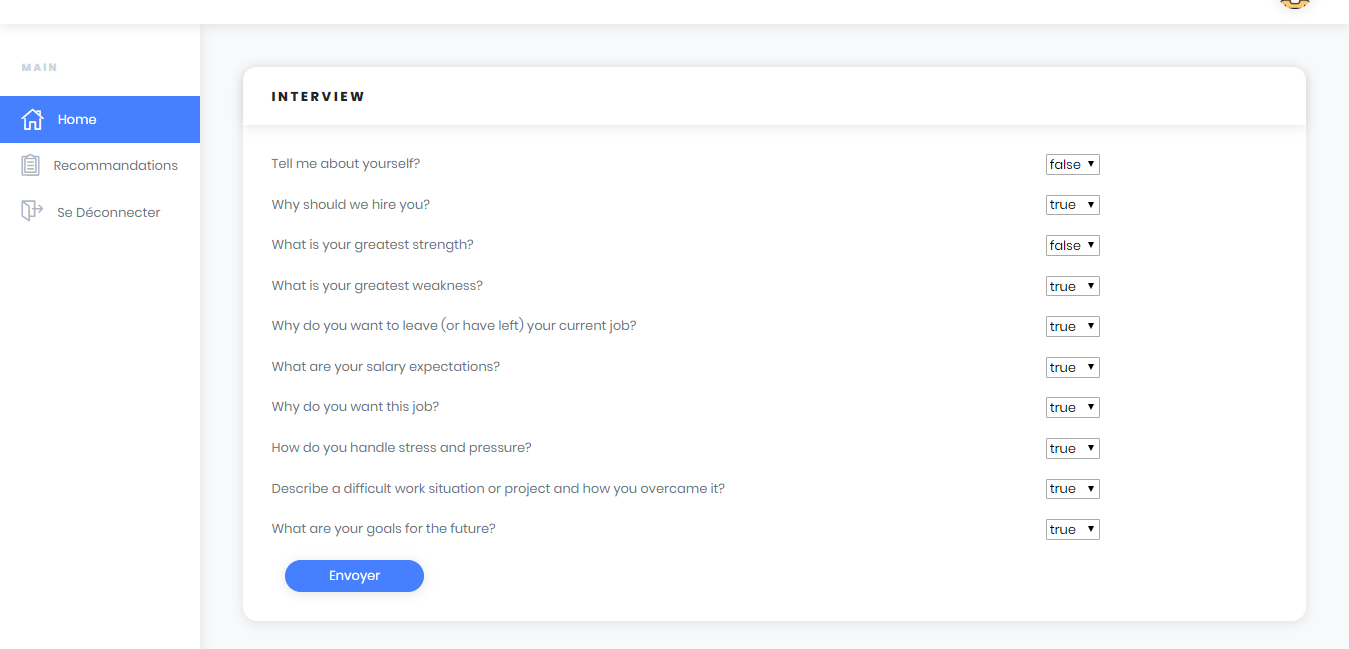 MAIN
Home
Recommandations
Se Déconnecter
INTERVIEW
Tell me about yourself? false
Why should we hire you? true
What is your greatest strength? false
What is your greatest weakness? true
Why do you want to leave (or have left) your current job? true
What are your salary expectations? true
Why do you want this job? true
How do you handle stress and pressure? true
Describe a difficult work situation or project and how you overcame it? true
What are your goals for the future? true
Envoyer